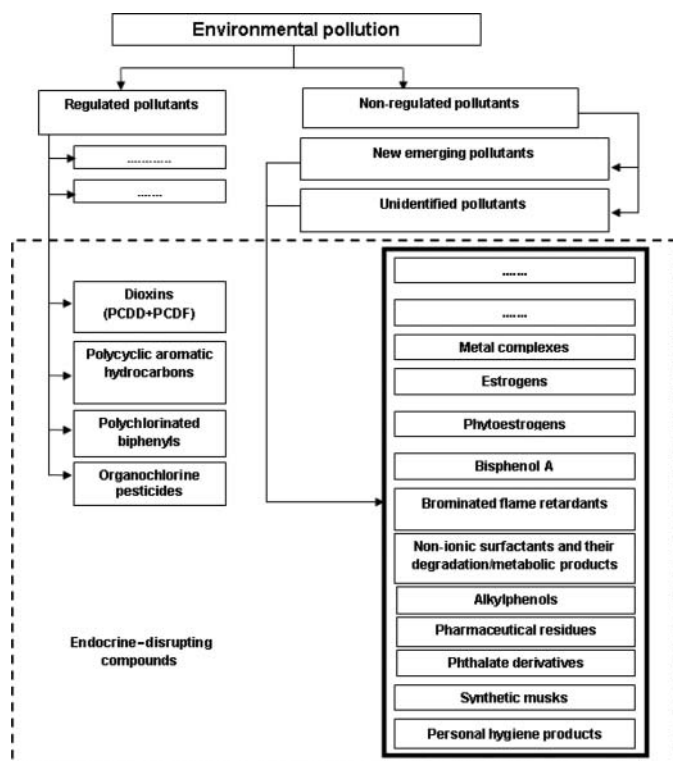 Environmental pollution
Regulated pollutants
Non-regulated pollutants
............
.......
New emerging pollutants
Unidentified pollutants
Dioxins
(PCDD+PCDF)
Polycyclic aromatic
hydrocarbons
Polychlorinated
biphenyls
Organochlorine
pesticides
Endocrine-disrupting
compounds
.......
.......
Metal complexes
Estrogens
Phytoestrogens
Bisphenol A
Brominated flame retardants
Non-ionic surfactants and their
degradation/metabolic products
Alkylphenols
Pharmaceutical residues
Phthalate derivatives
Synthetic musks
Personal hygiene products